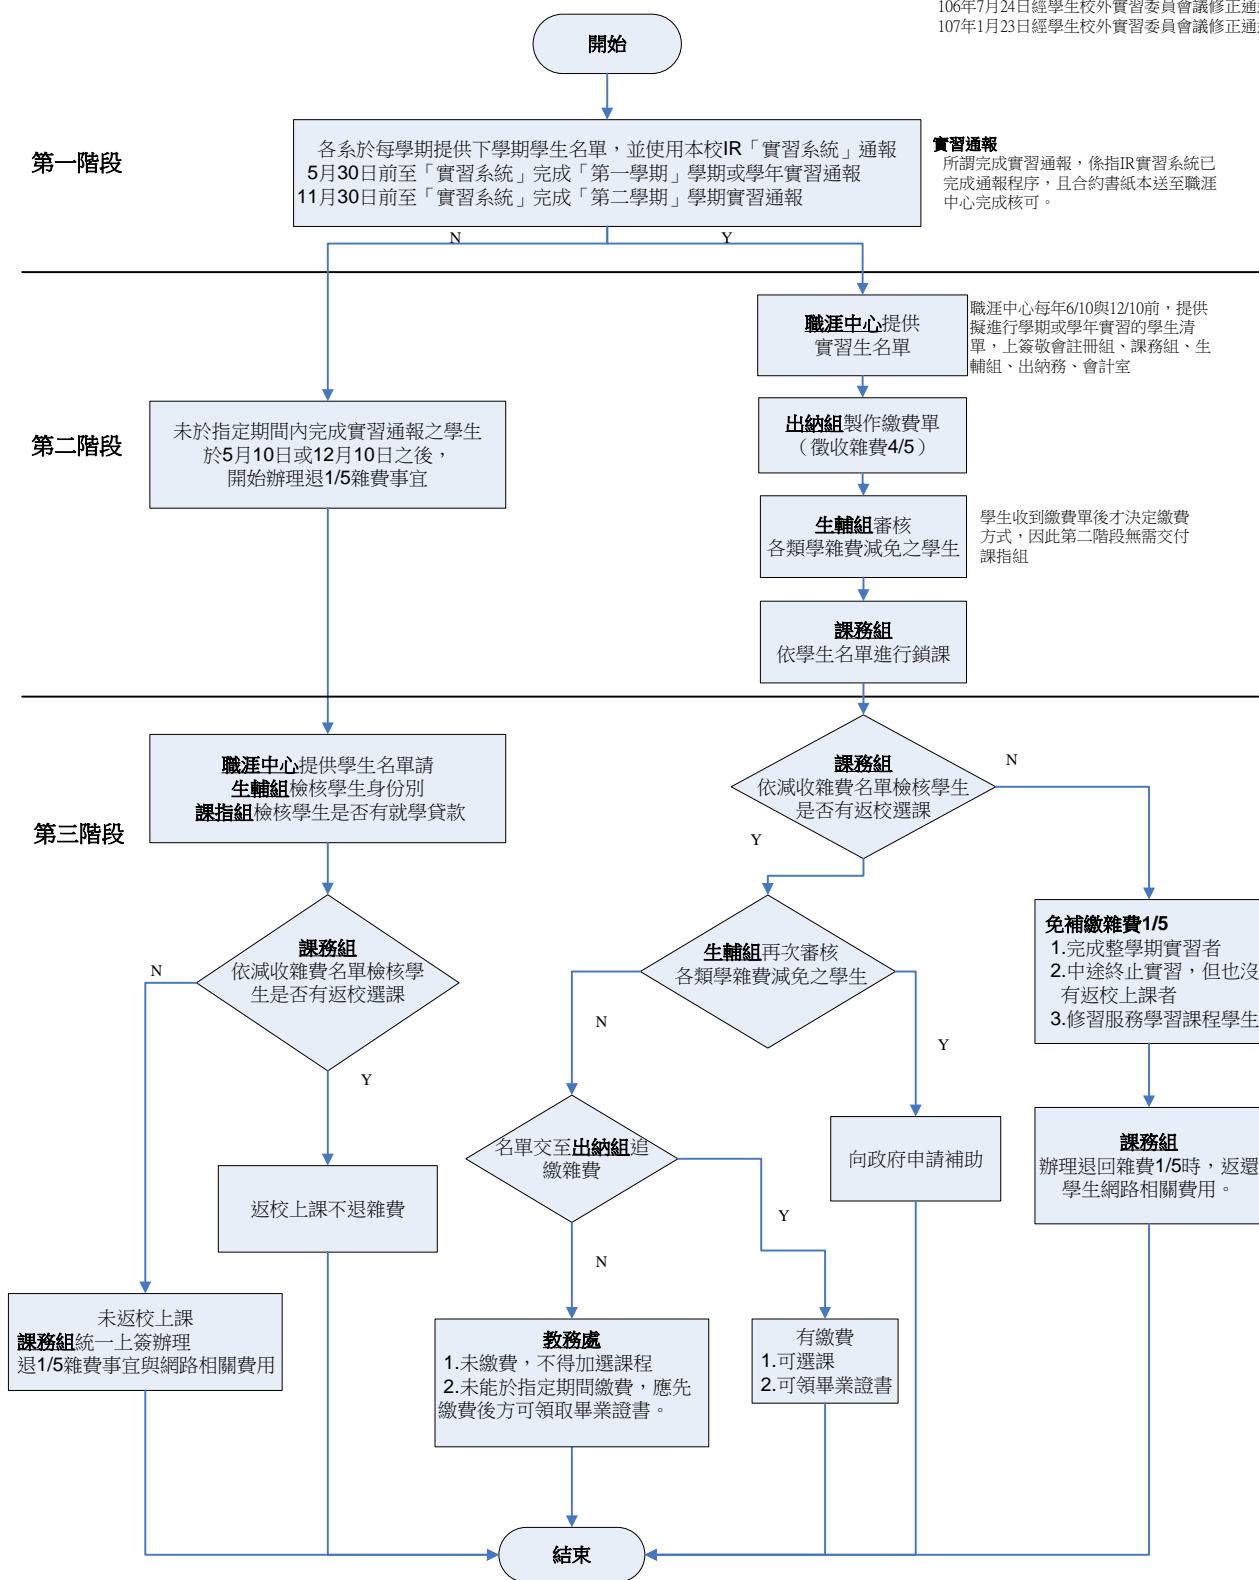 106年7月24日經學生校外實習委員會議修正通
107年1月23日經學生校外實習委員會議修正通
開始
第一階段
各系於每學期提供下學期學生名單，並使用本校IR「實習系統」通報
5月30日前至「實習系統」完成「第一學期」學期或學年實習通報
11月30日前至「實習系統」完成「第二學期」學期實習通報
實習通報
所謂完成實習通報，係指IR實習系統已
完成通報程序，且合約書紙本送至職涯
中心完成核可。
N
Y
第二階段
職涯中心提供
實習生名單
職涯中心每年6/10與12/10前，提供
擬進行學期或學年實習的學生清
單，上簽敬會註冊組、課務組、生
輔組、出納務、會計室
未於指定期間內完成實習通報之學生
於5月10日或12月10日之後，
開始辦理退1/5雜費事宜
出納組製作繳費單
（徵收雜費4/5）
生輔組審核
各類學雜費減免之學生
學生收到繳費單後才決定繳費
方式，因此第二階段無需交付
課指組
課務組
依學生名單進行鎖課
第三階段
職涯中心提供學生名單請
生輔組檢核學生身份別
課指組檢核學生是否有就學貸款
課務組
依減收雜費名單檢核學生
是否有返校選課
N
Y
課務組
依減收雜費名單檢核學
生是否有返校選課
N
Y
生輔組再次審核
各類學雜費減免之學生
N
Y
免補繳雜費1/5
1.完成整學期實習者
2.中途終止實習，但也沒
有返校上課者
3.修習服務學習課程學生
名單交至出納組追
繳雜費
Y
N
向政府申請補助
課務組
辦理退回雜費1/5時，返還
學生網路相關費用。
返校上課不退雜費
未返校上課
課務組統一上簽辦理
退1/5雜費事宜與網路相關費用
教務處
1.未繳費，不得加選課程
2.未能於指定期間繳費，應先
繳費後方可領取畢業證書。
有繳費
1.可選課
2.可領畢業證書
結束